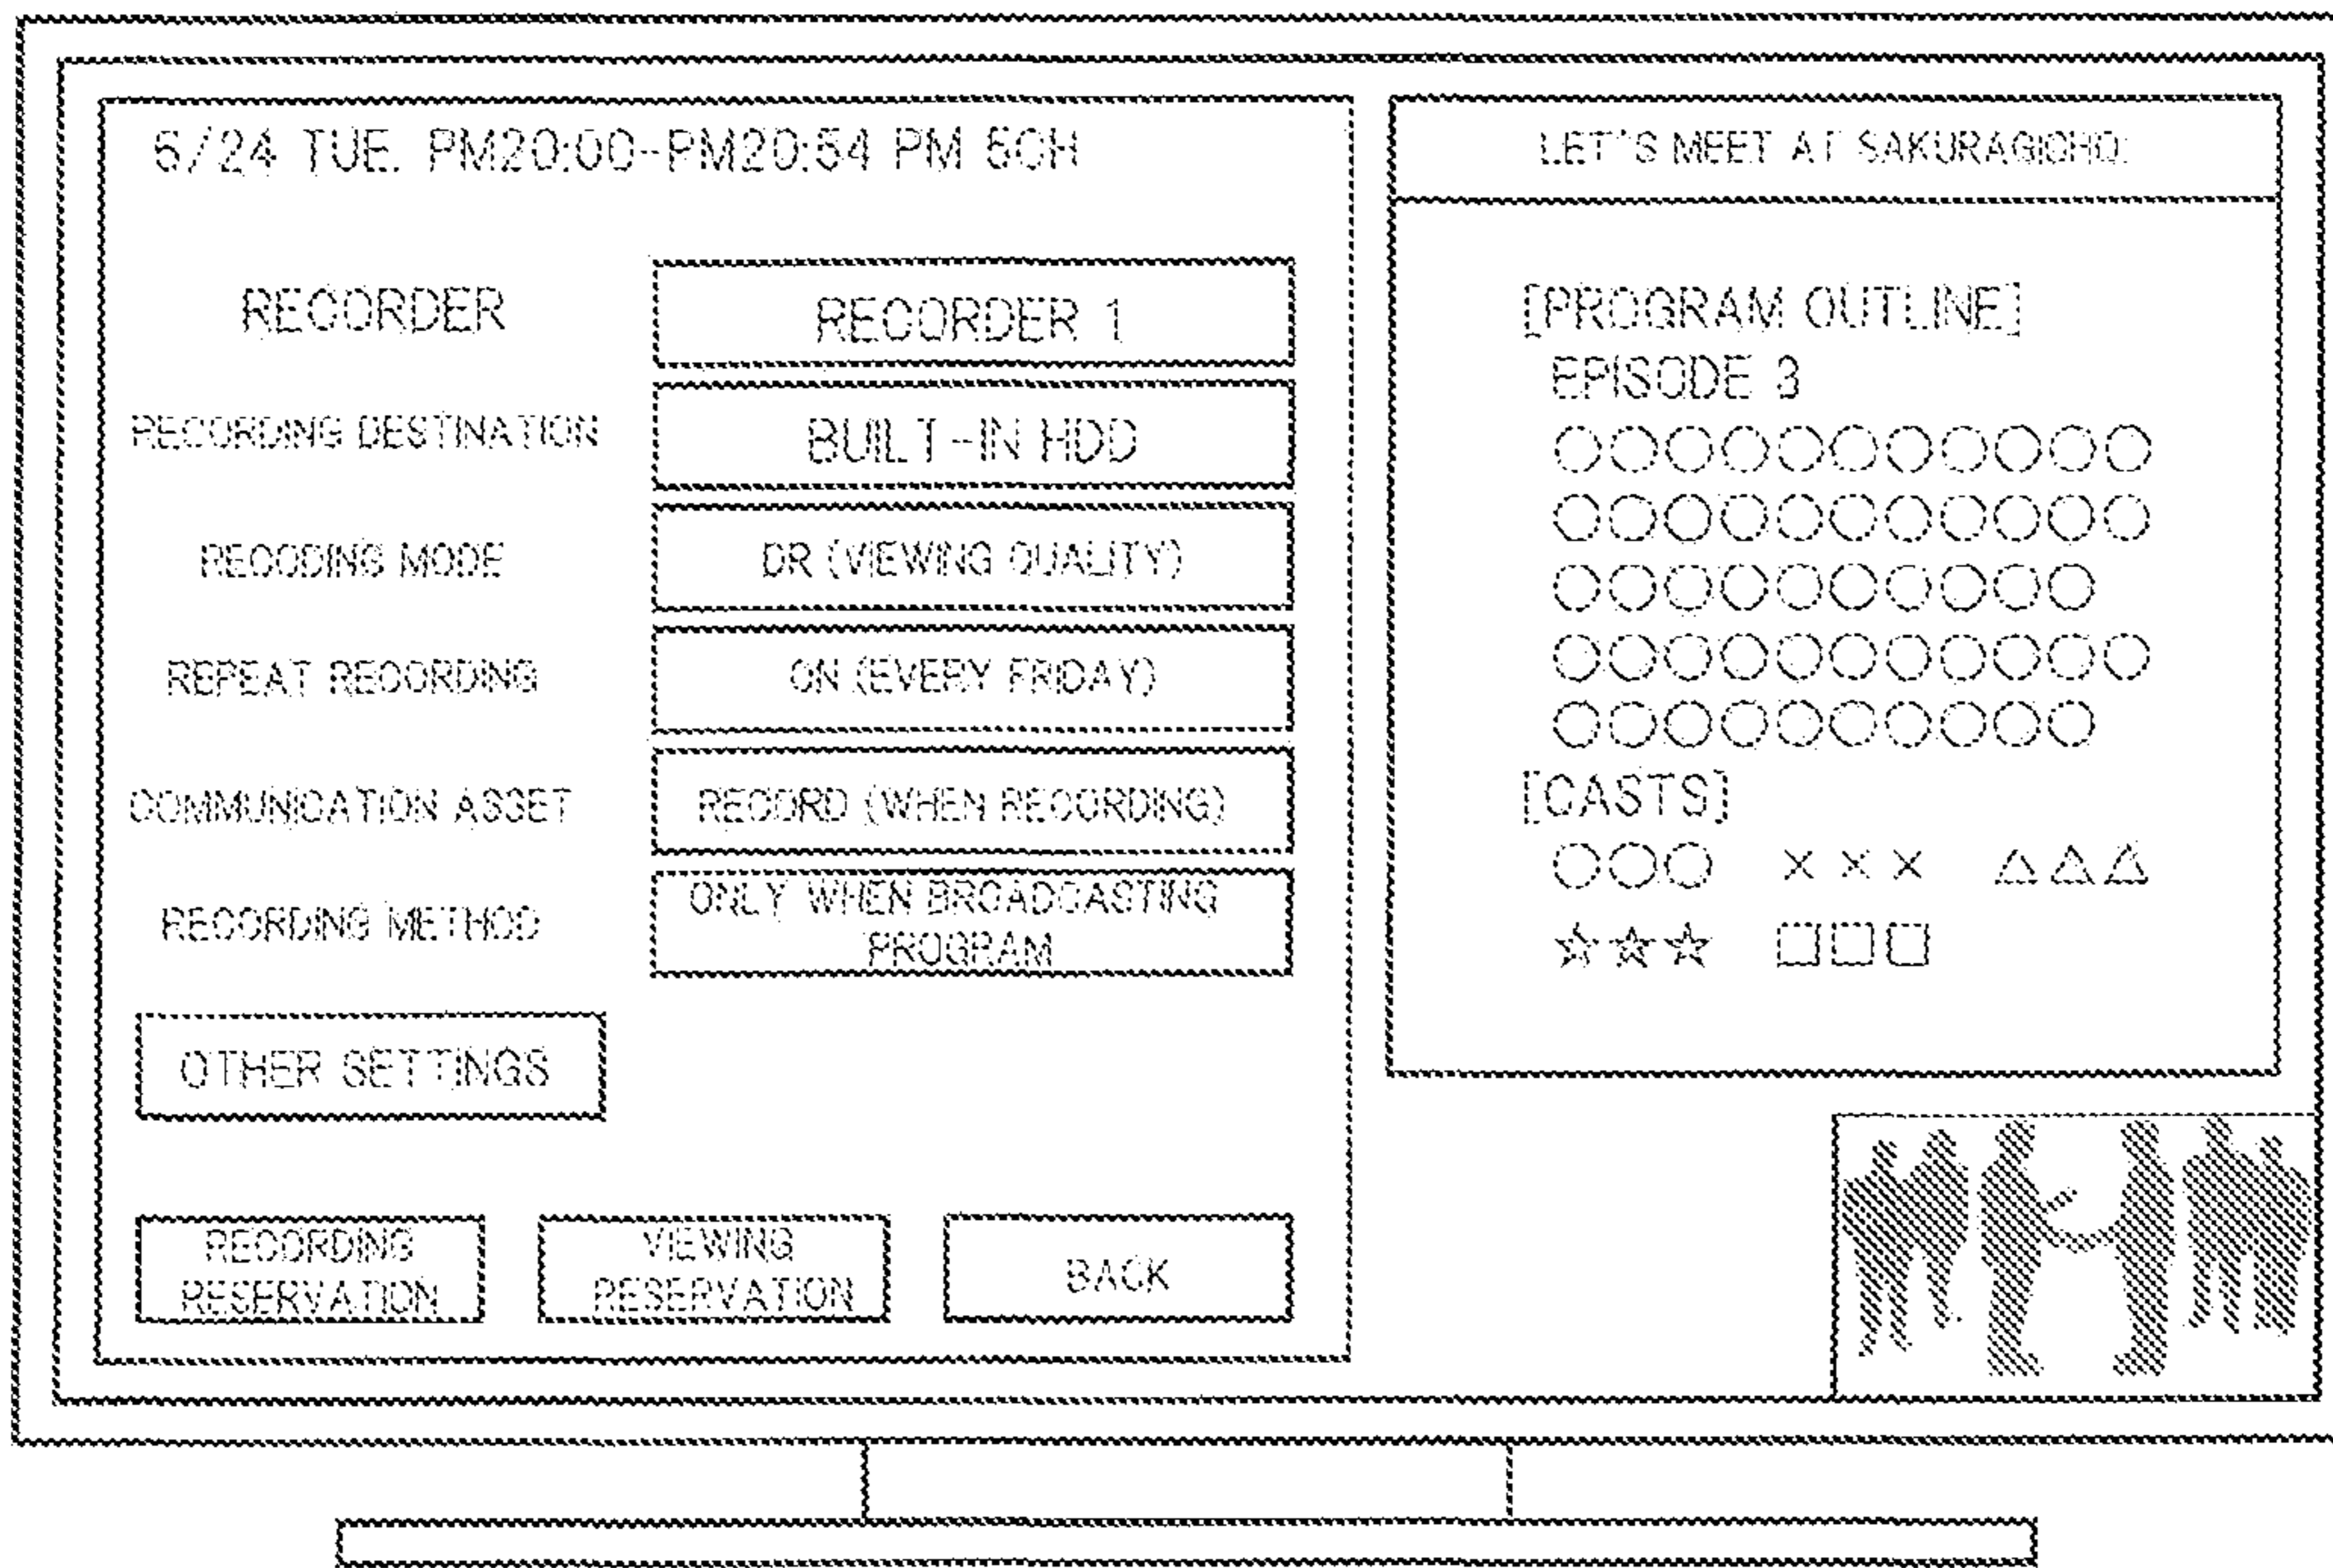 6/24 TUE. PM20:00-PM20:54 PM 5CH
RECORDER
RECORDER 1
RECORDING DESTINATION
BUILT-IN HDD
RECODING MODE
DR (VIEWING QUALITY)
REPEAT RECORDING
ON (EVERY FRIDAY)
COMMUNICATION ASSET
RECORD (WHEN RECORDING)
RECORDING METHOD
ONLY WHEN BROADCASTING
PROGRAM
OTHER SETTINGS
RECORDING
RESERVATION
VIEWING
RESERVATION
BACK
LET'S MEET AT SAKURAGICHO.
[PROGRAM OUTLINE]
EPISODE 3
○○○○○○○○○○○
○○○○○○○○○○○
○○○○○○○○○○
○○○○○○○○○○○
○○○○○○○○○○
[CASTS]
○○○ ××× △△△
☆☆☆ □□□